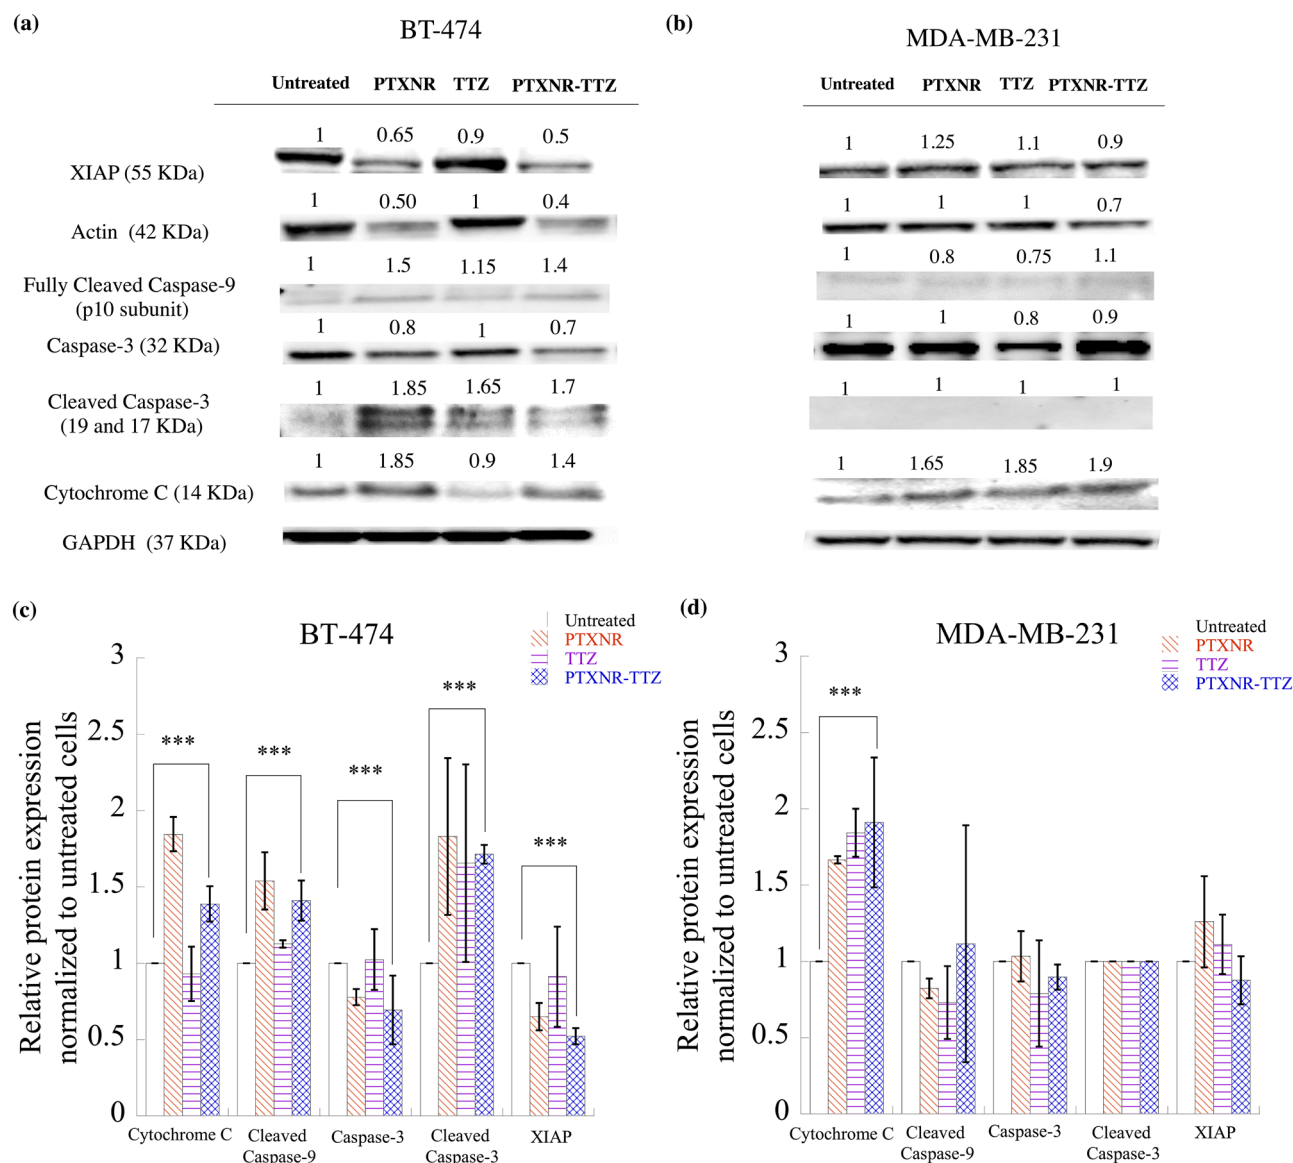 (a)
BT-474
Untreated PTXNR TTZ PTXNR-TTZ
1 0.65 0.9 0.5
XIAP (55 KDa)
1 0.50 1 0.4
Actin (42 KDa)
1 1.5 1.15 1.4
Fully Cleaved Caspase-9
(p10 subunit)
1 0.8 1 0.7
Caspase-3 (32 KDa)
1 1.85 1.65 1.7
Cleaved Caspase-3
(19 and 17 KDa)
1 1.85 0.9 1.4
Cytochrome C (14 KDa)
GAPDH (37 KDa)
(b)
MDA-MB-231
Untreated PTXNR TTZ PTXNR-TTZ
1 1.25 1.1 0.9
1 1 1 0.7
1 0.8 0.75 1.1
1 1 0.8 0.9
1 1 1 1
1 1.65 1.85 1.9
(c)
BT-474
Untreated
PTXNR
TTZ
PTXNR-TTZ
Relative protein expression
normalized to untreated cells
3
2.5
2
1.5
1
0.5
0
***
***
***
***
***
Cytochrome C
Cleaved
Caspase-9
Caspase-3
Cleaved
Caspase-3
XIAP
(d)
MDA-MB-231
Untreated
PTXNR
TTZ
PTXNR-TTZ
Relative protein expression
normalized to untreated cells
3
2.5
2
1.5
1
0.5
0
***
Cytochrome C
Cleaved
Caspase-9
Caspase-3
Cleaved
Caspase-3
XIAP